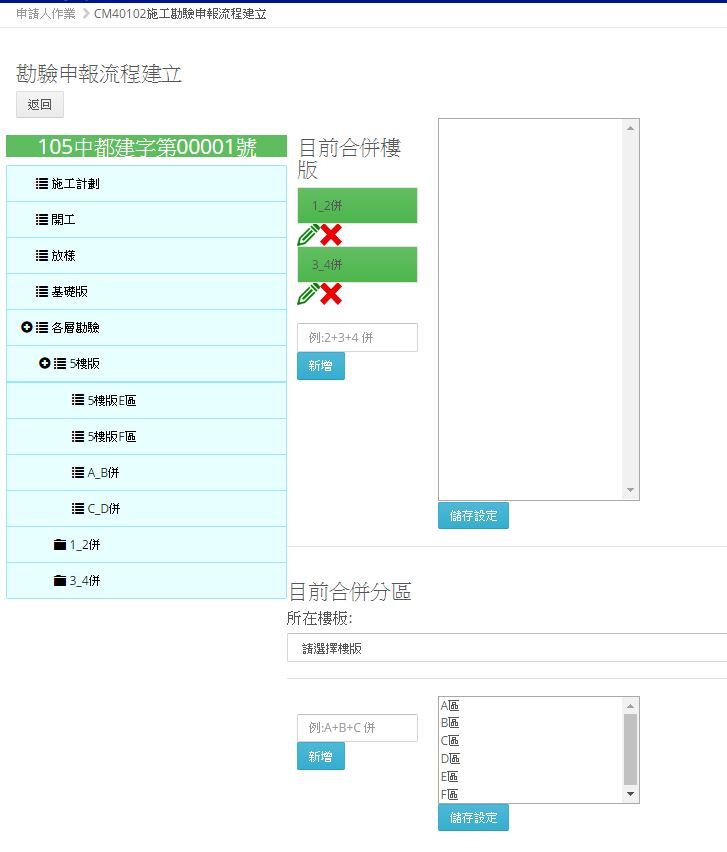 申請人作業 > CM40102施工勘驗申報流程建立
勘驗申報流程建立
返回
105中都建字第00001號
施工計劃
開工
放樣
基礎版
各層勘驗
5樓版
5樓版E區
5樓版F區
A_B併
C_D併
1_2併
3_4併
目前合併樓
版
1_2併
3_4併
例:2+3+4 併
新增
儲存設定
目前合併分區
所在樓板:
請選擇樓版
例:A+B+C 併
新增
A區
B區
C區
D區
E區
F區
儲存設定